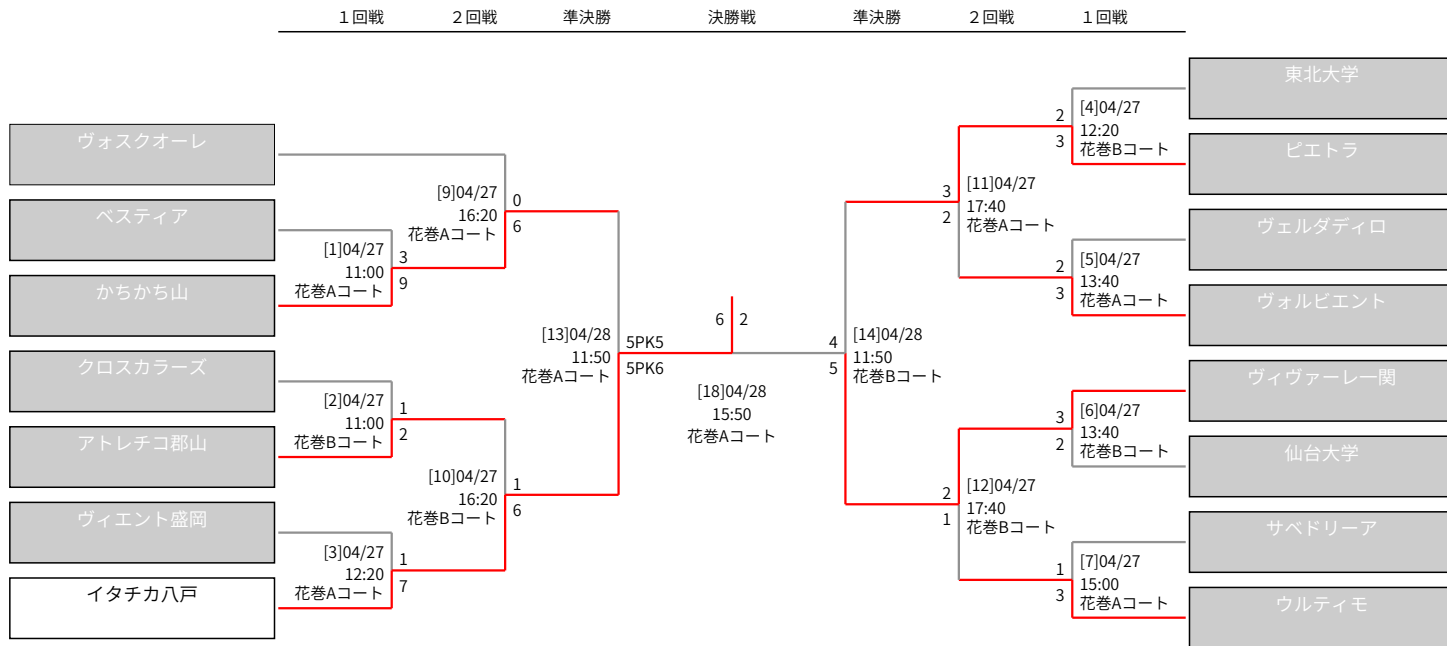 １回戦 ２回戦 準決勝 決勝戦 準決勝 ２回戦 １回戦
ヴォスクオーレ
ベスティア
かちかち山
クロスカラーズ
アトレチコ郡山
ヴィエント盛岡
イタチカ八戸
[1]04/27
11:00
花巻Aコート
3
9
[2]04/27
11:00
花巻Bコート
1
2
[3]04/27
12:20
花巻Aコート
1
7
[9]04/27
16:20
花巻Aコート
0
6
[10]04/27
16:20
花巻Bコート
1
6
[13]04/28
11:50
花巻Aコート
5PK5
5PK6
6 2
[18]04/28
15:50
花巻Aコート
4
5
[14]04/28
11:50
花巻Bコート
3
2
[11]04/27
17:40
花巻Aコート
2
1
[12]04/27
17:40
花巻Bコート
2
3
[4]04/27
12:20
花巻Bコート
2
3
[5]04/27
13:40
花巻Aコート
3
2
[6]04/27
13:40
花巻Bコート
1
3
[7]04/27
15:00
花巻Aコート
東北大学
ピエトラ
ヴェルダディロ
ヴォルビエント
ヴィヴァーレ一関
仙台大学
サベドリーア
ウルティモ